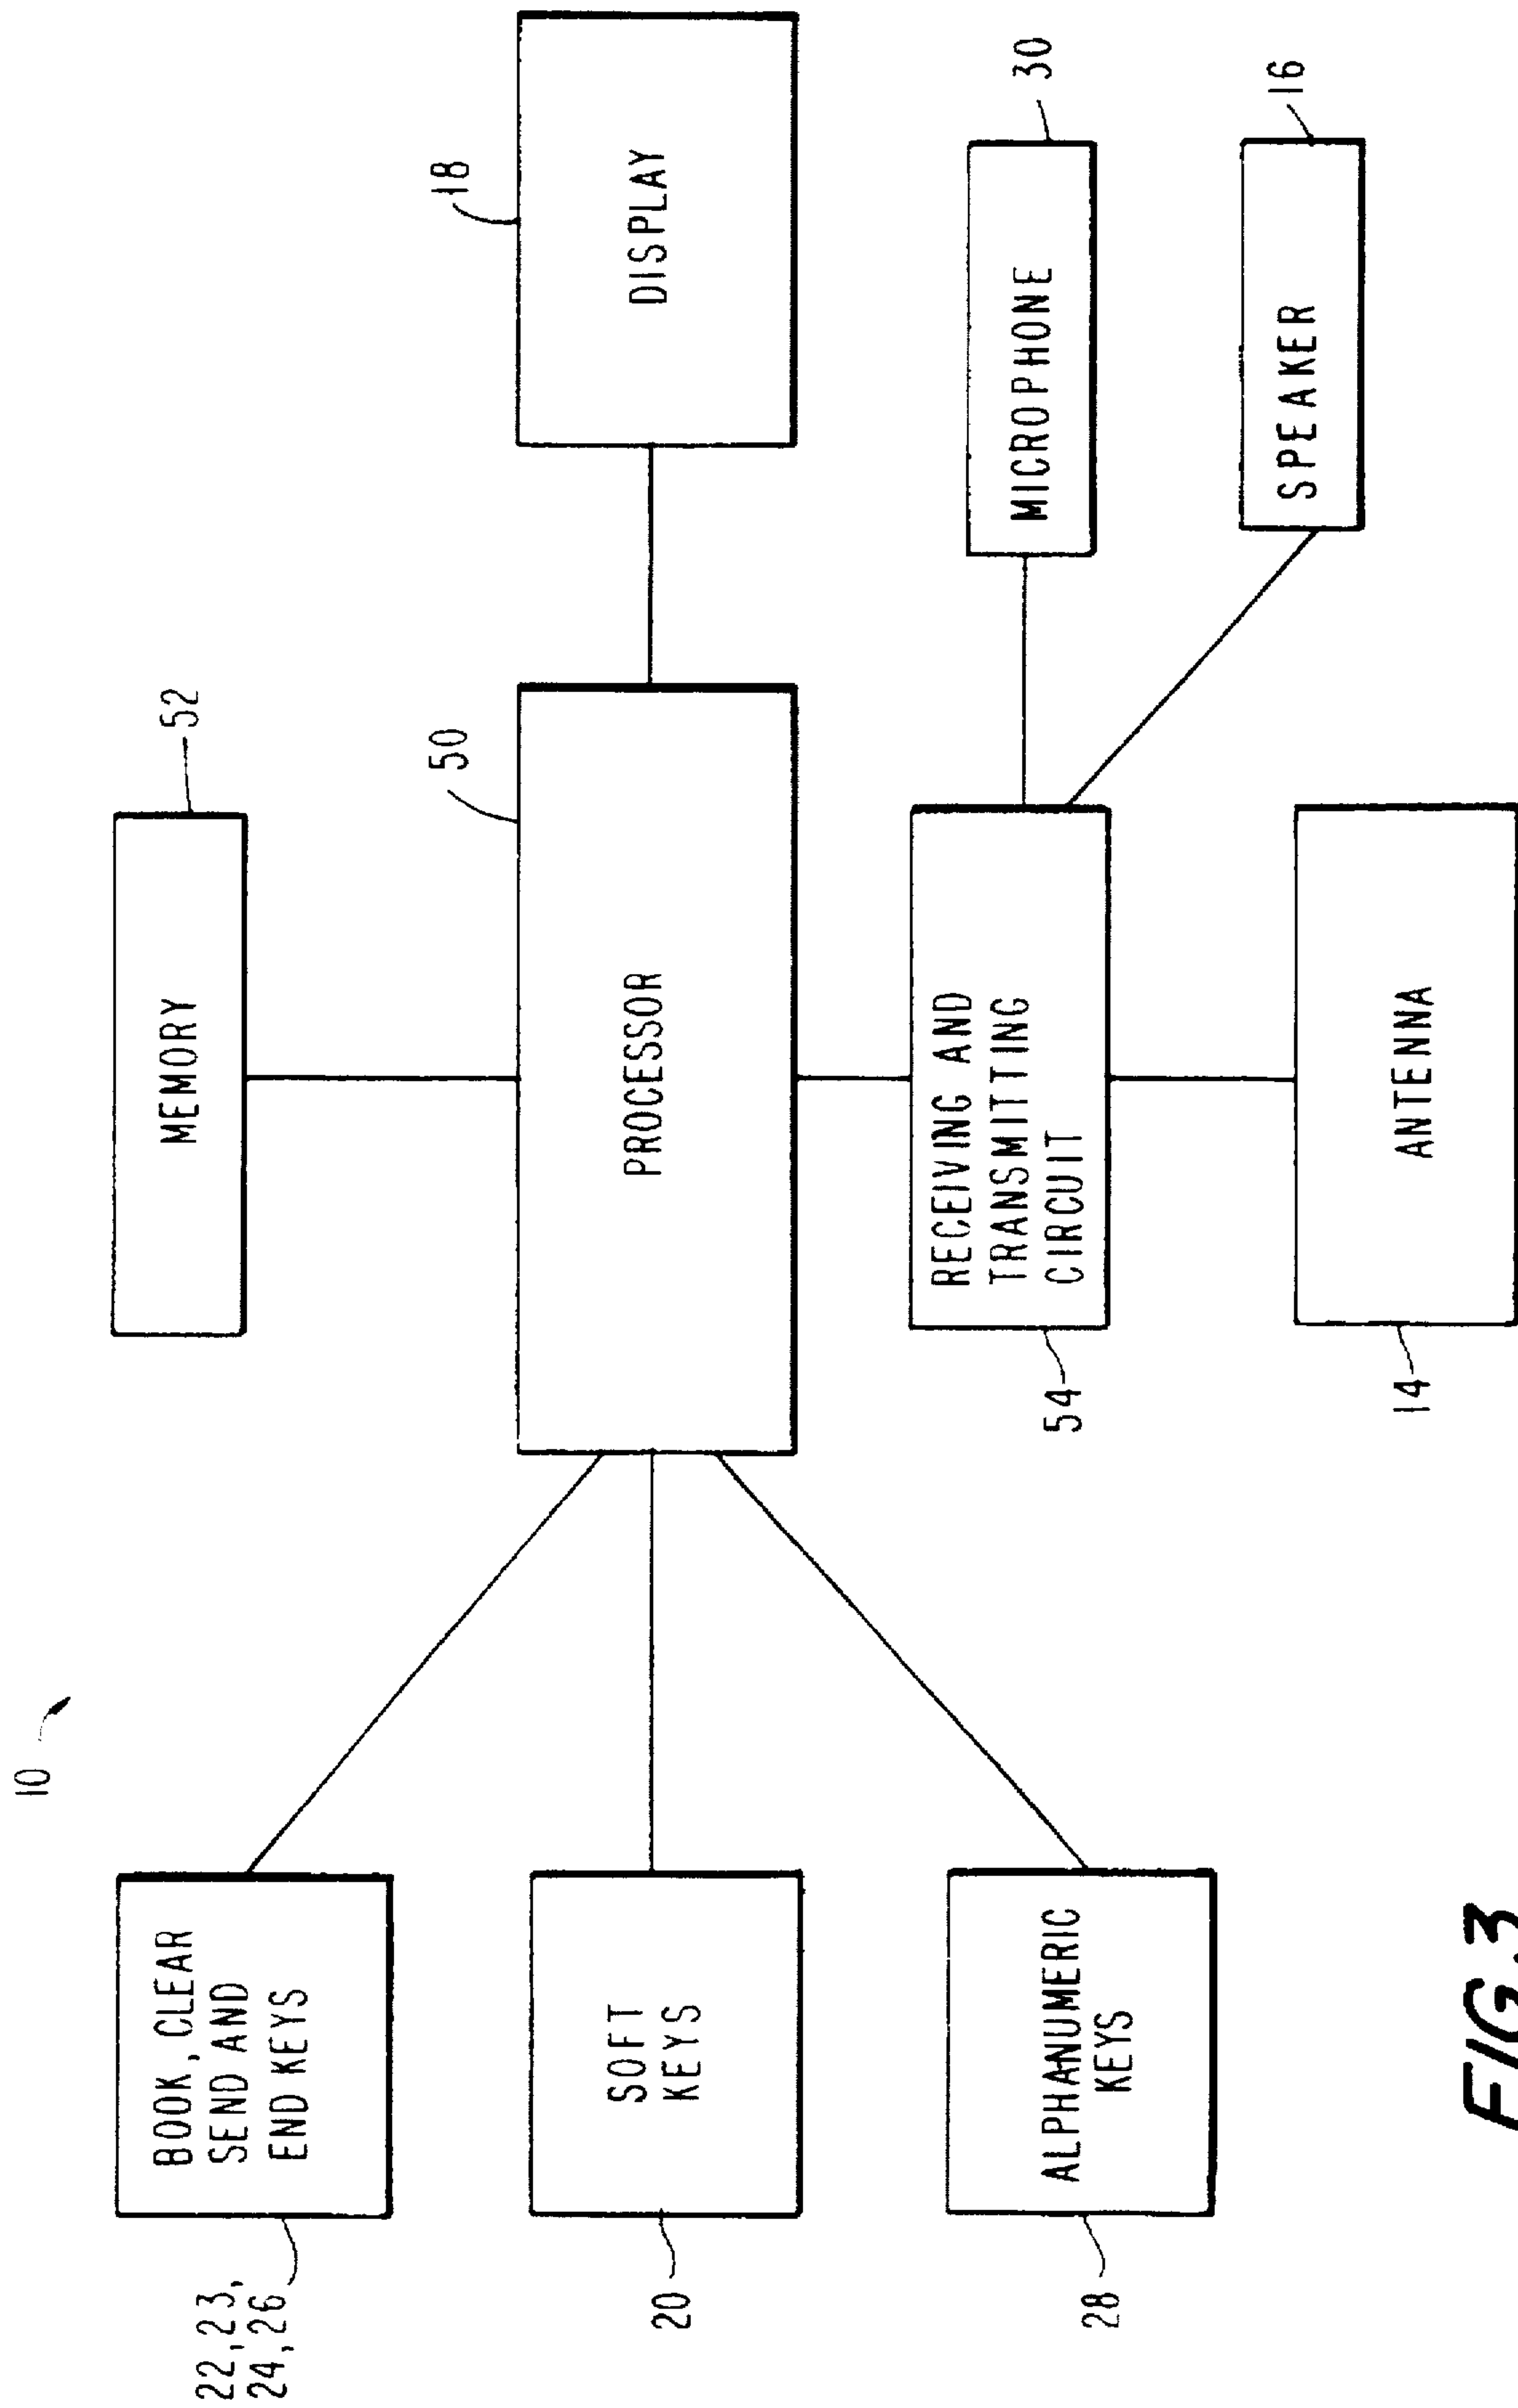 10
22,23,
24,26
BOOK, CLEAR
SEND AND
END KEYS
20
SOFT
KEYS
28
ALPHANUMERIC
KEYS
MEMORY
52
50
PROCESSOR
54
RECEIVING AND
TRANSMITTING
CIRCUIT
14
ANTENNA
18
DISPLAY
MICROPHONE
30
SPEAKER
16
FIG.3